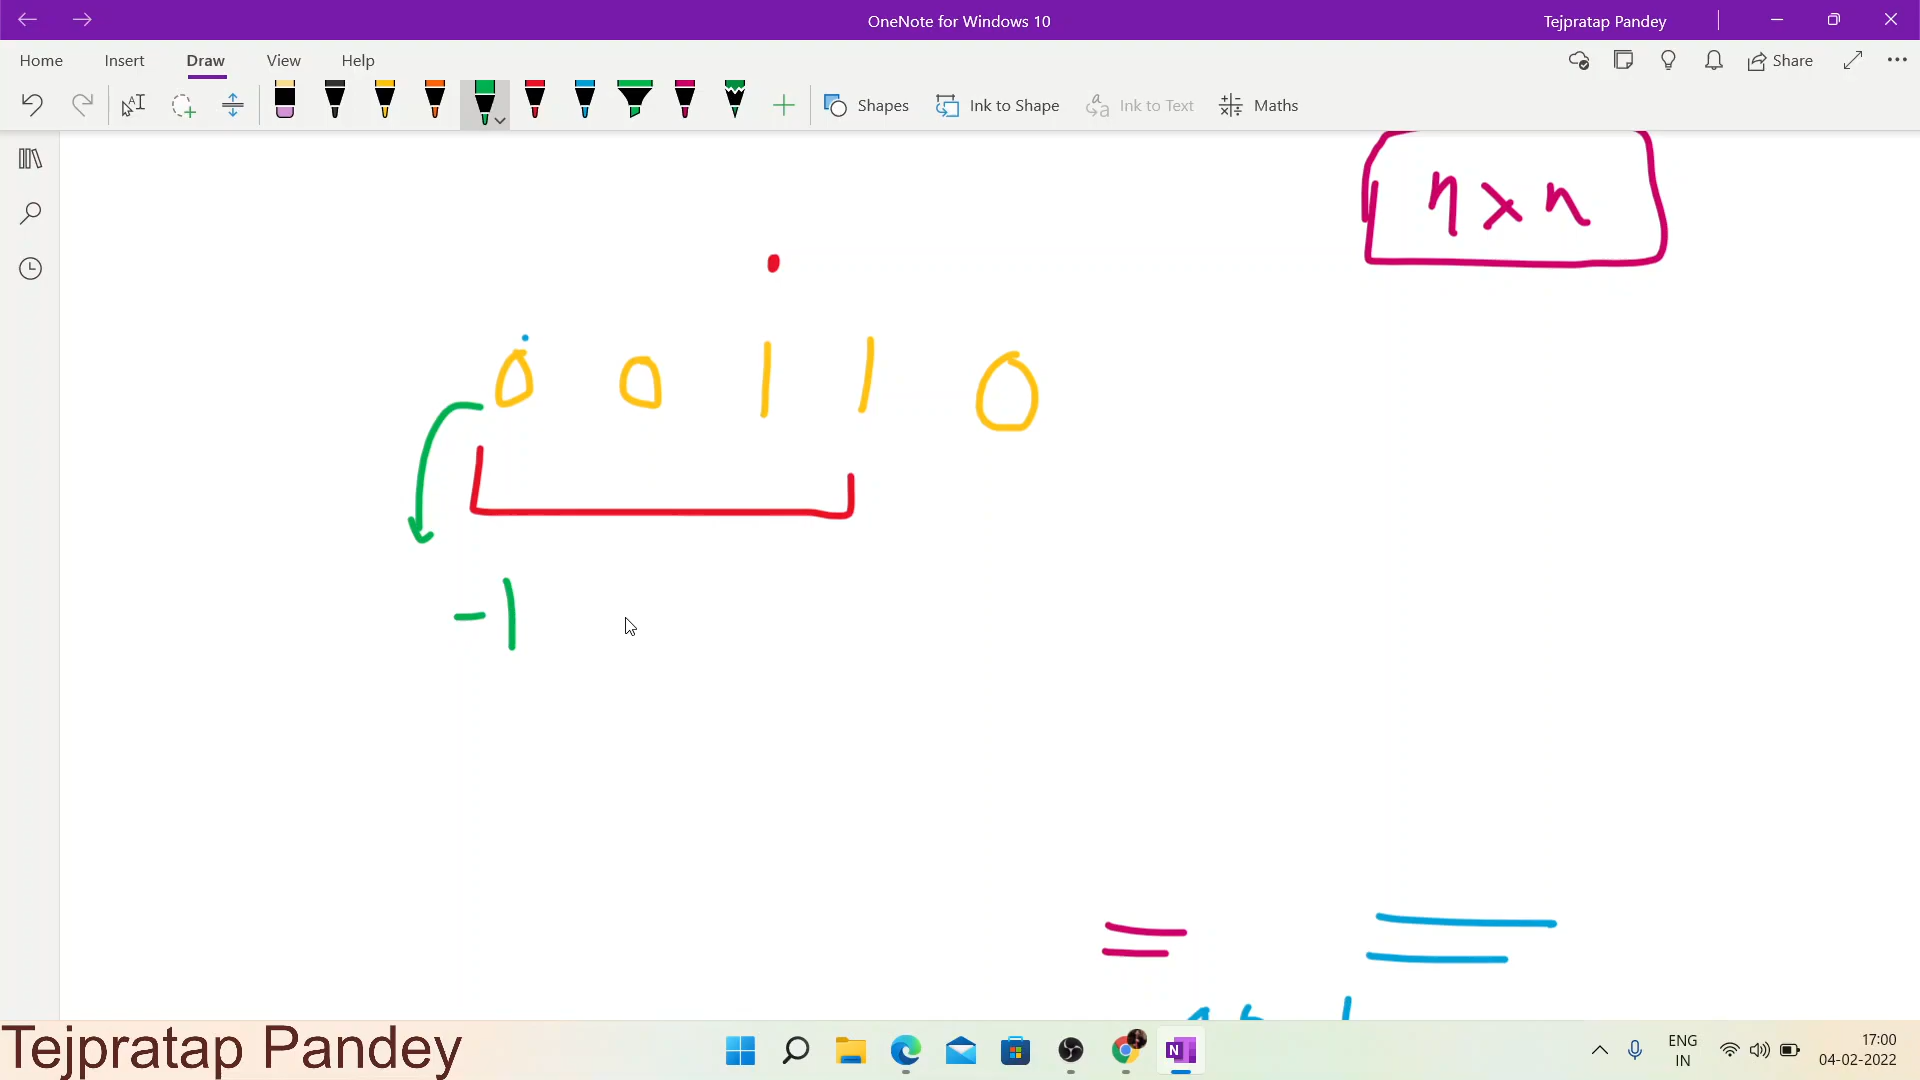 OneNote for Windows 10
Tejpratap Pandey
Home Insert Draw View Help
Share
Shapes Ink to Shape Ink to Text Maths
n x n
0 0 1 1 0
-1
Tejpratap Pandey
ENG
IN
17:00
04-02-2022